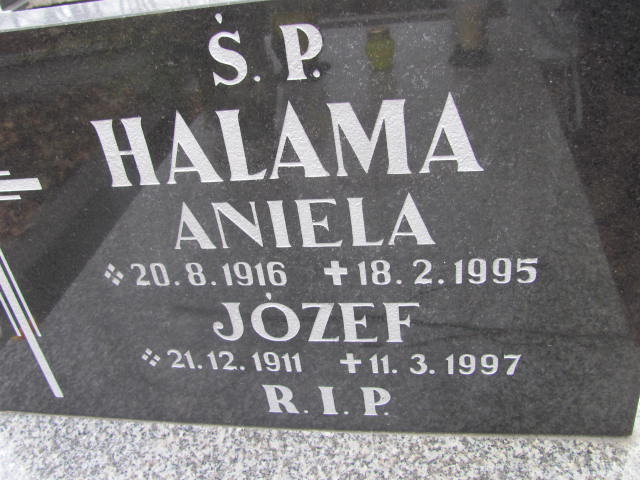 Ś. P.
HALAMA
ANIELA
⁘ 20. 8. 1916 ✝ 18. 2. 1995
JÓZEF
⁘ 21. 12. 1911 ✝ 11. 3. 1997
R. I. P.